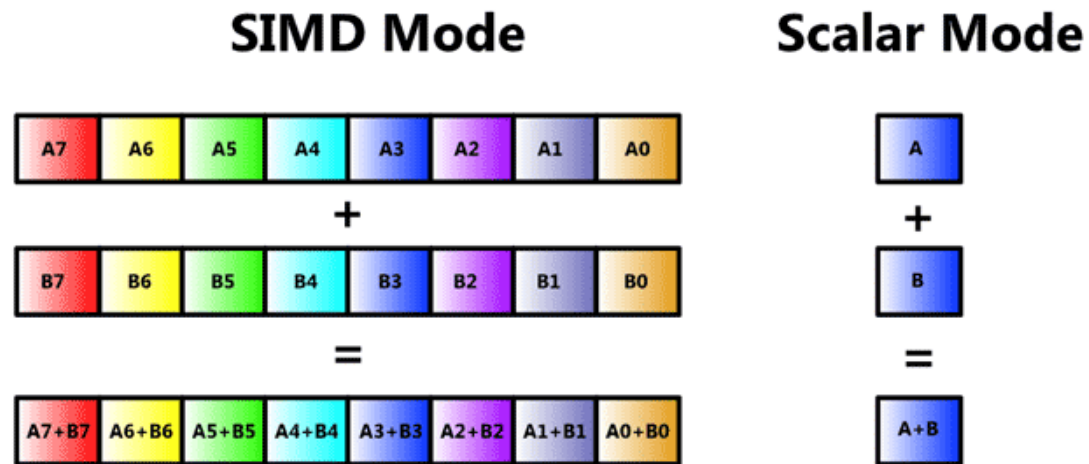 SIMD Mode Scalar Mode
A7 A6 A5 A4 A3 A2 A1 A0 A
+ +
B7 B6 B5 B4 B3 B2 B1 B0 B
= =
A7+B7 A6+B6 A5+B5 A4+B4 A3+B3 A2+B2 A1+B1 A0+B0 A+B